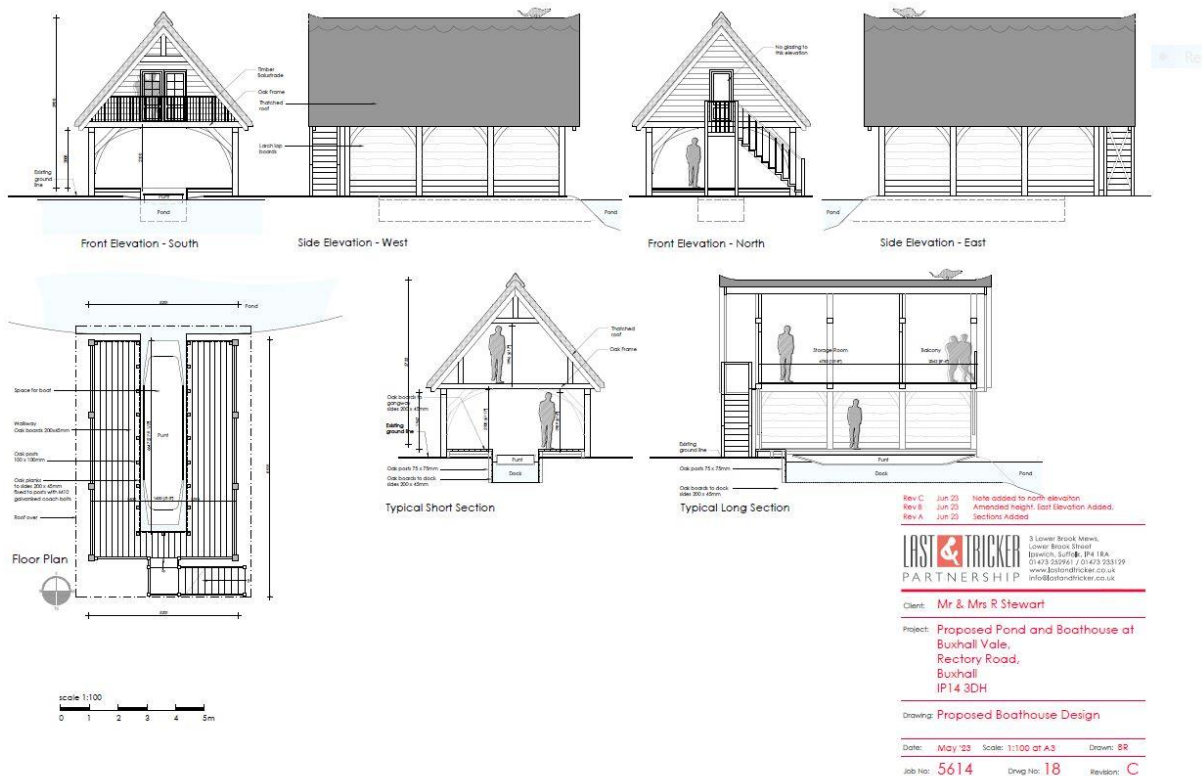 No glazing to
this elevation
Timber
Balustrade
Oak Frame
Thatched
roof
Larch lap
boards
Existing
ground
line
Punt
Pond
Pond
Pond
Front Elevation - South
Side Elevation - West
Front Elevation - North
Side Elevation - East
Pond
Space for boat
Walkway
Oak boards 200x45mm
Oak posts
100 x 100mm
Oak planks
to sides 200 x 45mm
fixed to posts with M10
galvanised coach bolts
Roof over
Punt
Floor Plan
Thatched
roof
Oak Frame
Oak boards to
gangway
sides 200 x 45mm
Existing
ground line
Oak posts 75 x 75mm
Oak boards to dock
sides 200 x 45mm
Punt
Dock
Typical Short Section
Storage Room
Balcony
Existing
ground line
Oak posts 75 x 75mm
Oak boards to dock
sides 200 x 45mm
Punt
Dock
Pond
Typical Long Section
Rev C Jun 23 Note added to north elevaiton
Rev B Jun 23 Amended height. East Elevation Added.
Rev A Jun 23 Sections Added
LAST & TRICKER
PARTNERSHIP
3 Lower Brook Mews,
Lower Brook Street
Ipswich, Suffolk, IP4 1RA
01473 252961 / 01473 233129
www.lastandtricker.co.uk
info@lastandtricker.co.uk
Client: Mr & Mrs R Stewart
Project: Proposed Pond and Boathouse at
Buxhall Vale,
Rectory Road,
Buxhall
IP14 3DH
Drawing: Proposed Boathouse Design
Date: May '23 Scale: 1:100 at A3 Drawn: BR
Job No: 5614 Drwg No: 18 Revision: C
scale 1:100
0 1 2 3 4 5m